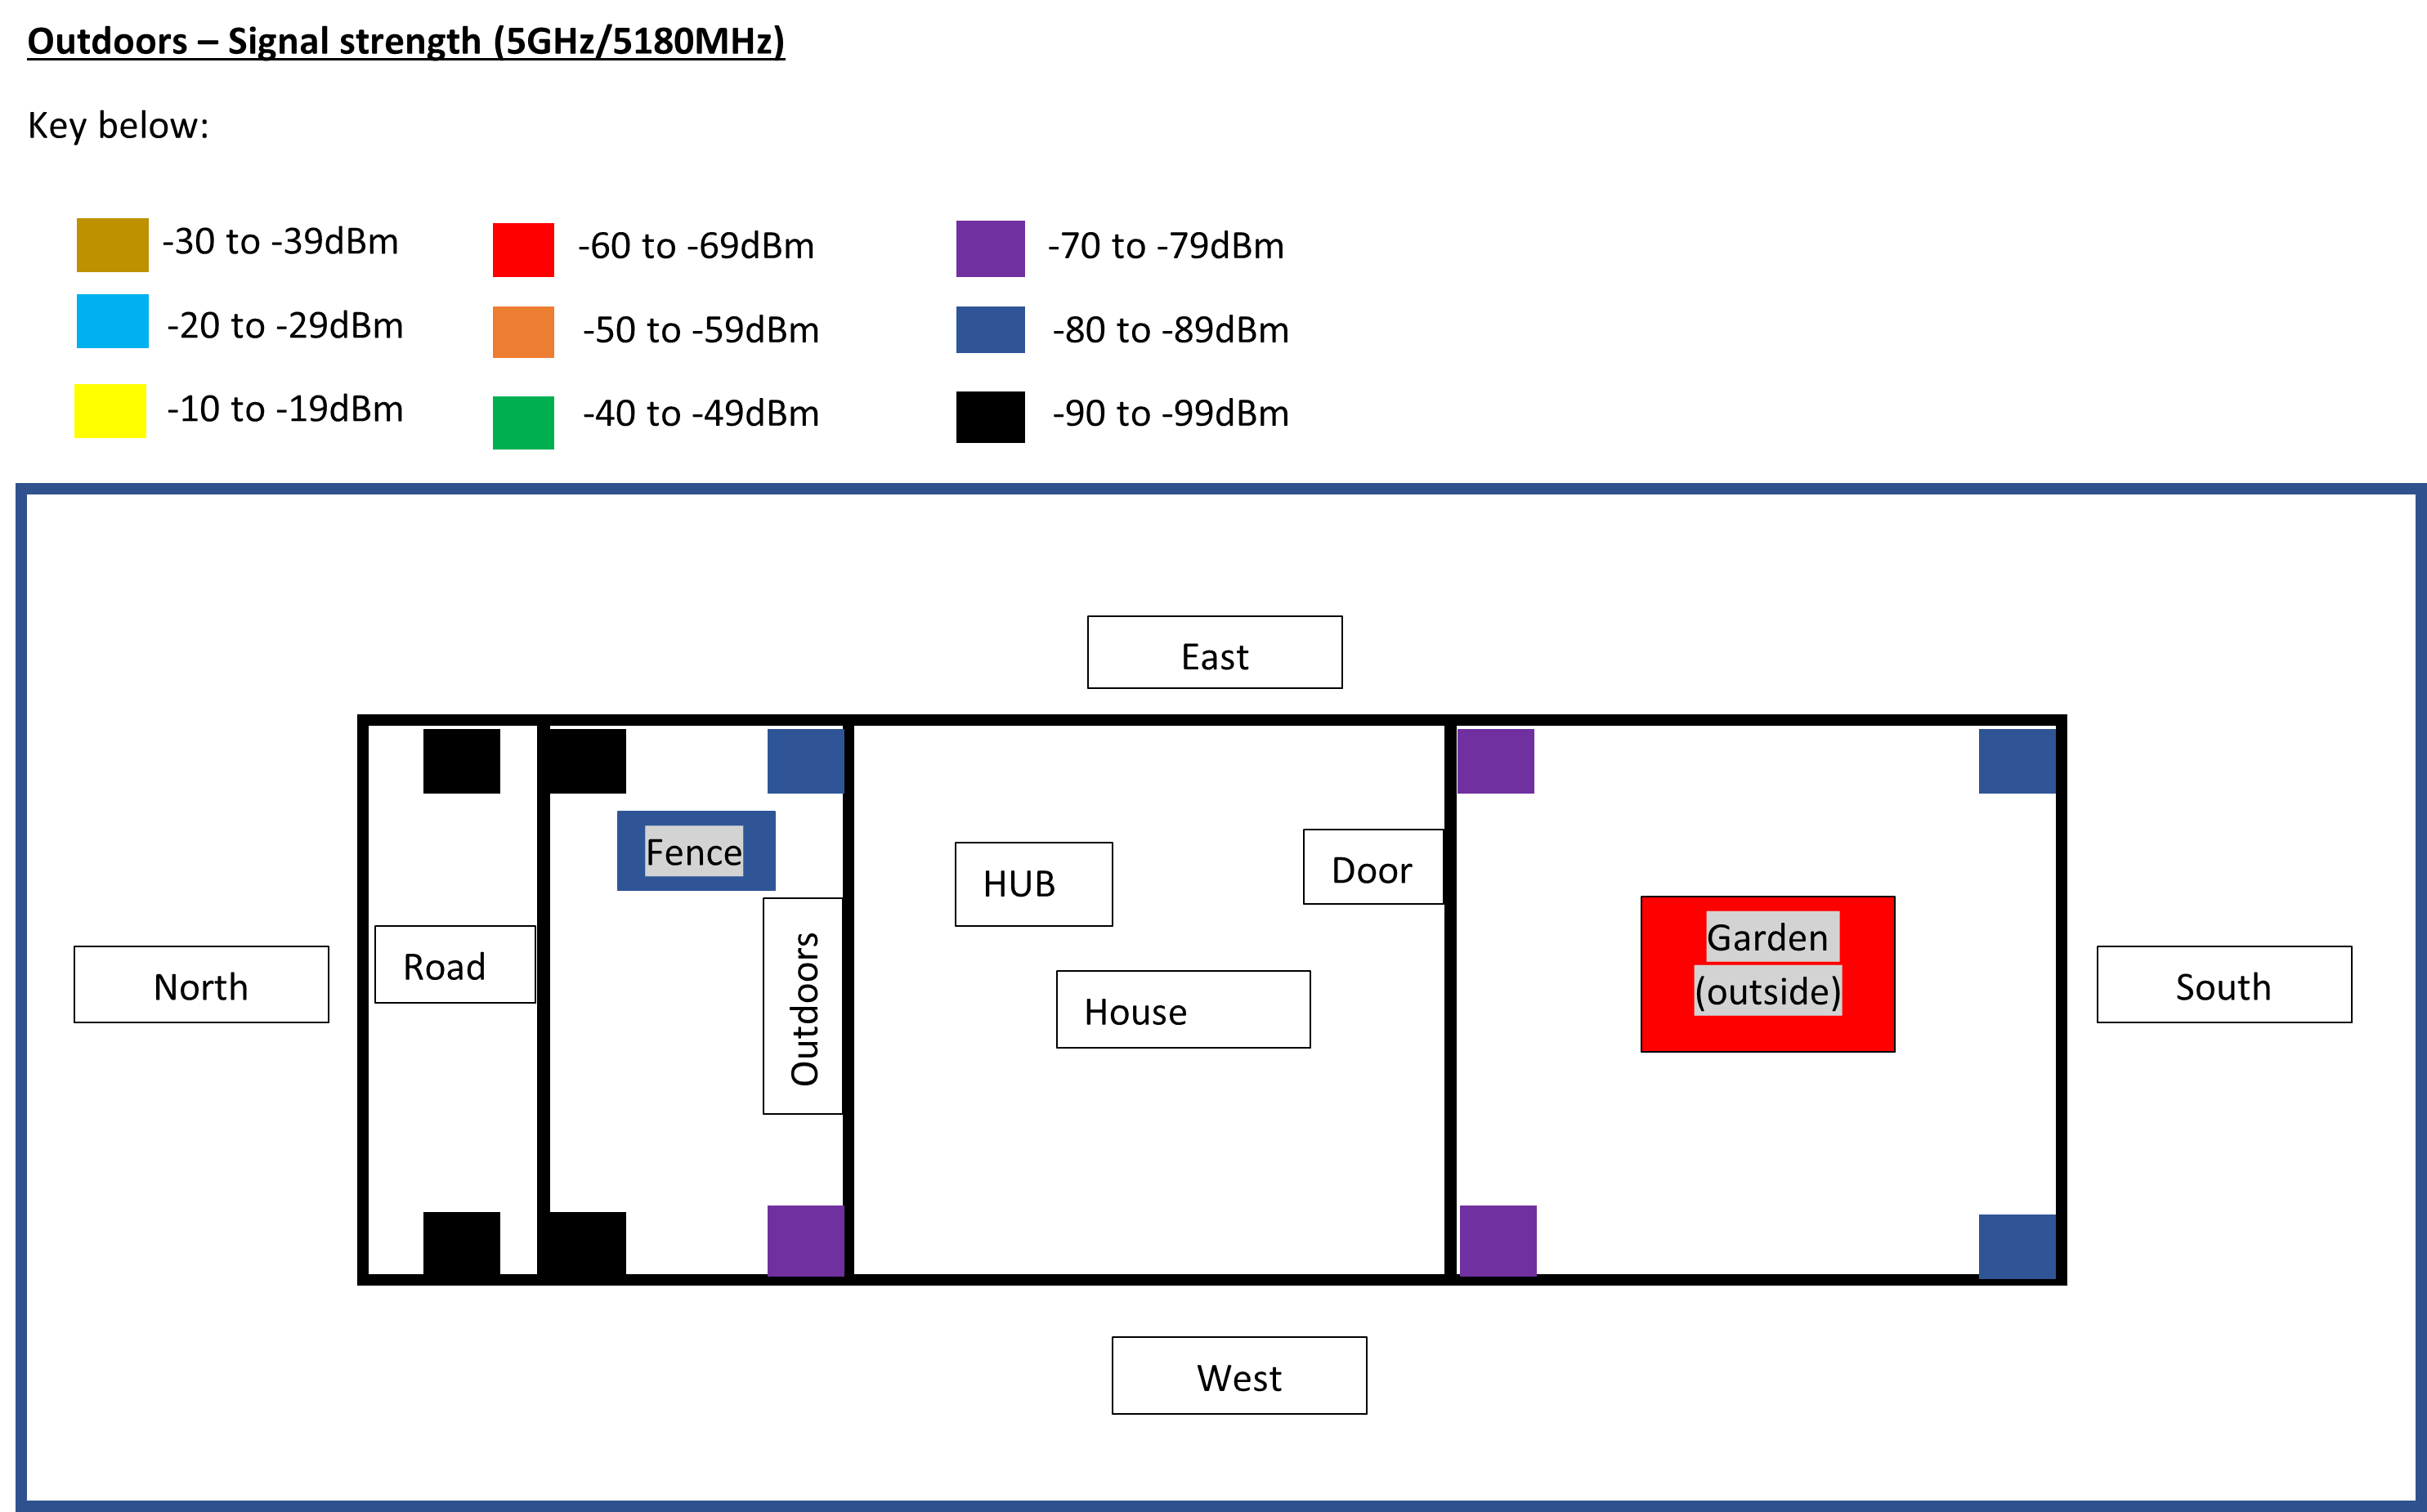 Outdoors – Signal strength (5GHz/5180MHz)
Key below:
-30 to -39dBm
-60 to -69dBm
-70 to -79dBm
-20 to -29dBm
-50 to -59dBm
-80 to -89dBm
-10 to -19dBm
-40 to -49dBm
-90 to -99dBm
East
Fence
HUB
Door
Garden
(outside)
North
Road
Outdoors
House
South
West